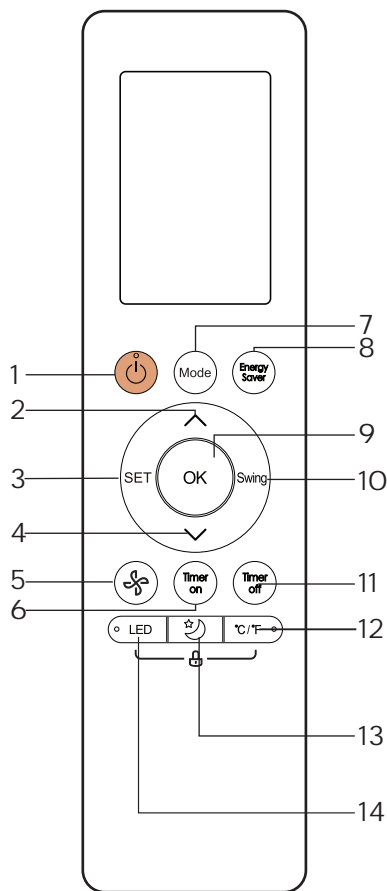 7
8
Mode
Energy
Saver
1
2
9
3
SET
OK
Swing
10
4
5
Timer
on
Timer
off
11
6
LED
°C/°F
12
13
14